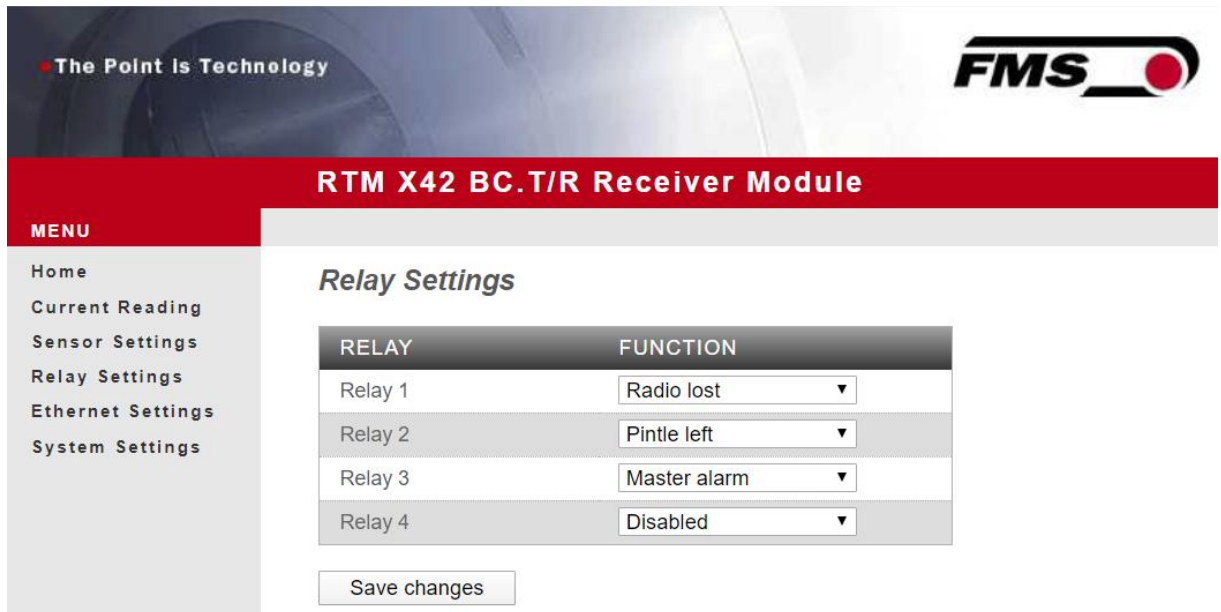 The Point is Technology
FMS
RTM X42 BC.T/R Receiver Module
MENU
Home
Current Reading
Sensor Settings
Relay Settings
Ethernet Settings
System Settings
Relay Settings
RELAY FUNCTION
Relay 1 Radio lost
Relay 2 Pintle left
Relay 3 Master alarm
Relay 4 Disabled
Save changes